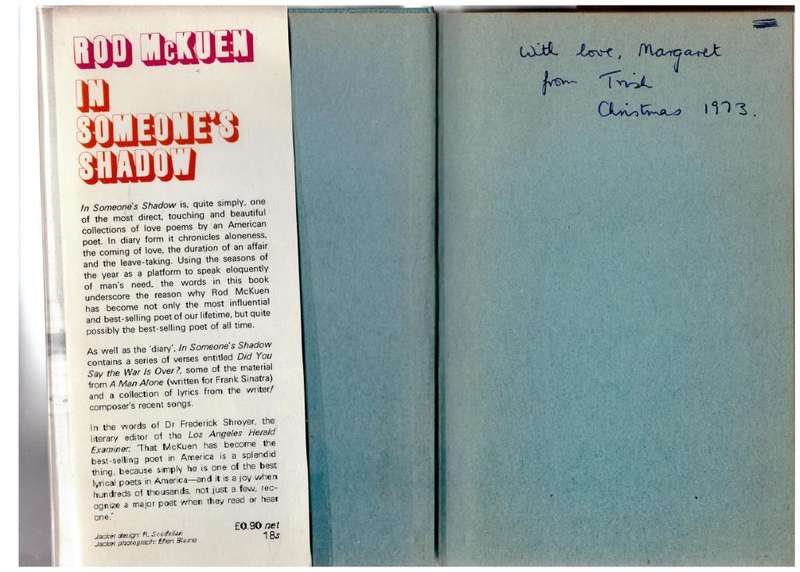 ROD McKUEN
IN
SOMEONE'S
SHADOW
In Someone's Shadow is, quite simply, one
of the most direct, touching and beautiful
collections of love poems by an American
poet. In diary form it chronicles aloneness,
the coming of love, the duration of an affair
and the leave-taking. Using the seasons of
the year as a platform to speak eloquently
of man's need, the words in this book
underscore the reason why Rod McKuen
has become not only the most influential
and best-selling poet of our lifetime, but quite
possibly the best-selling poet of all time.
As well as the 'diary', In Someone's Shadow
contains a series of verses entitled Did You
Say the War Is Over?, some of the material
from A Man Alone (written for Frank Sinatra)
and a collection of lyrics from the writer/
composer's recent songs.
In the words of Dr Frederick Shroyer, the
literary editor of the Los Angeles Herald
Examiner: 'That McKuen has become the
best-selling poet in America is a splendid
thing, because simply he is one of the best
lyrical poets in America—and it is a joy when
hundreds of thousands, not just a few, rec-
ognize a major poet when they read or hear
one.'
£0.90 net
18s
Jacket design: R.
Jacket photograph: Ellen
With love, Margaret
from Trish
Christmas 1973.